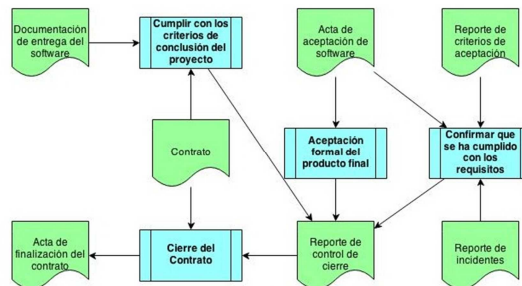 Documentación
de entrega del
software
Cumplir con los
criterios de
conclusión del
proyecto
Acta de
aceptación de
software
Reporte de
criterios de
aceptación
Contrato
Aceptación
formal del
producto final
Confirmar que
se ha cumplido
con los
requisitos
Acta de
finalización del
contrato
Cierre del
Contrato
Reporte de
control de
cierre
Reporte de
incidentes